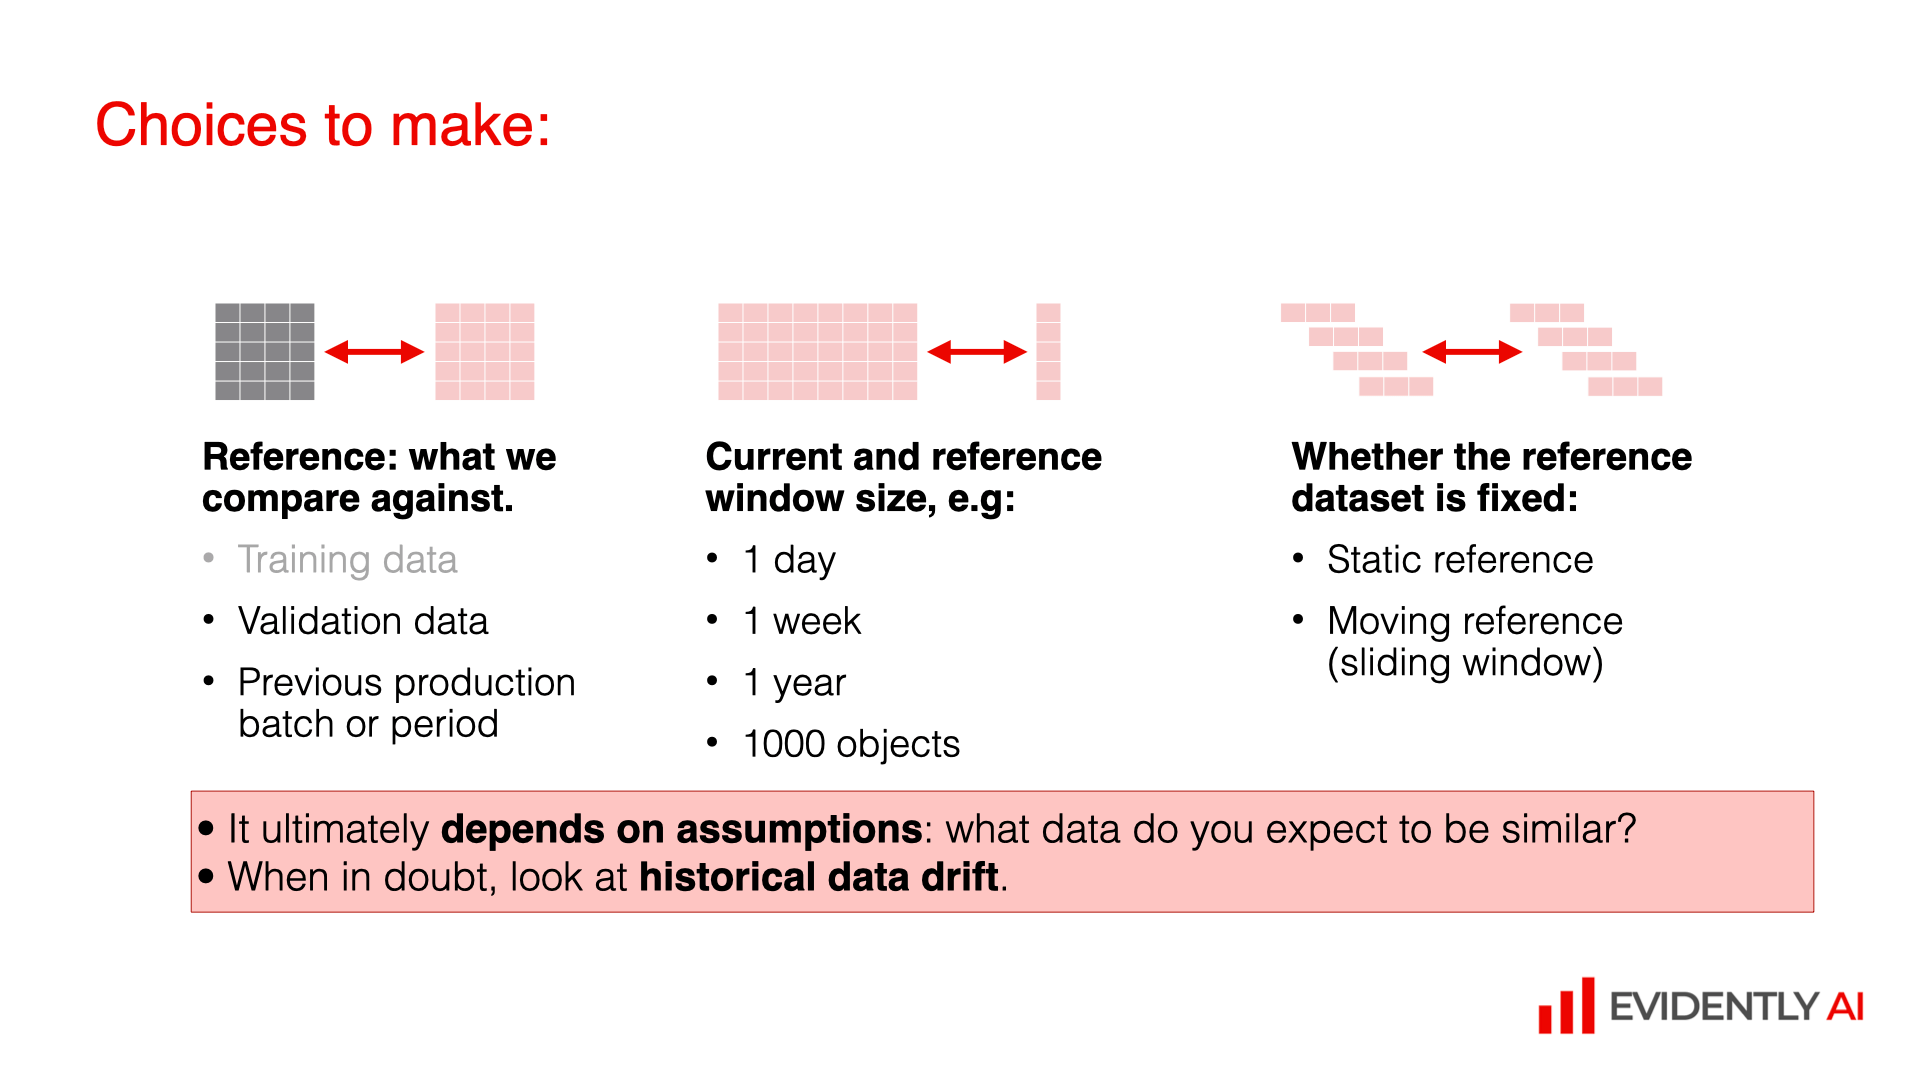 Choices to make:
Reference: what we
compare against.
• Training data
• Validation data
• Previous production
batch or period
Current and reference
window size, e.g:
• 1 day
• 1 week
• 1 year
• 1000 objects
Whether the reference
dataset is fixed:
• Static reference
• Moving reference
(sliding window)
• It ultimately depends on assumptions: what data do you expect to be similar?
• When in doubt, look at historical data drift.
EVIDENTLY AI